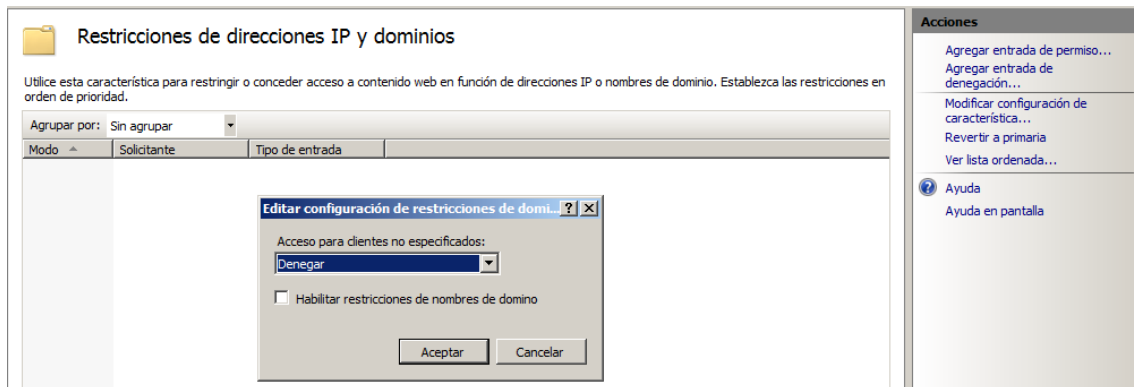 Restricciones de direcciones IP y dominios
Utilice esta característica para restringir o conceder acceso a contenido web en función de direcciones IP o nombres de dominio. Establezca las restricciones en
orden de prioridad.
Agrupar por: Sin agrupar
Modo Solicitante Tipo de entrada
Editar configuración de restricciones de domi...
Acceso para clientes no especificados:
Denegar
Habilitar restricciones de nombres de domino
Aceptar Cancelar
Acciones
Agregar entrada de permiso...
Agregar entrada de
denegación...
Modificar configuración de
característica...
Revertir a primaria
Ver lista ordenada...
Ayuda
Ayuda en pantalla